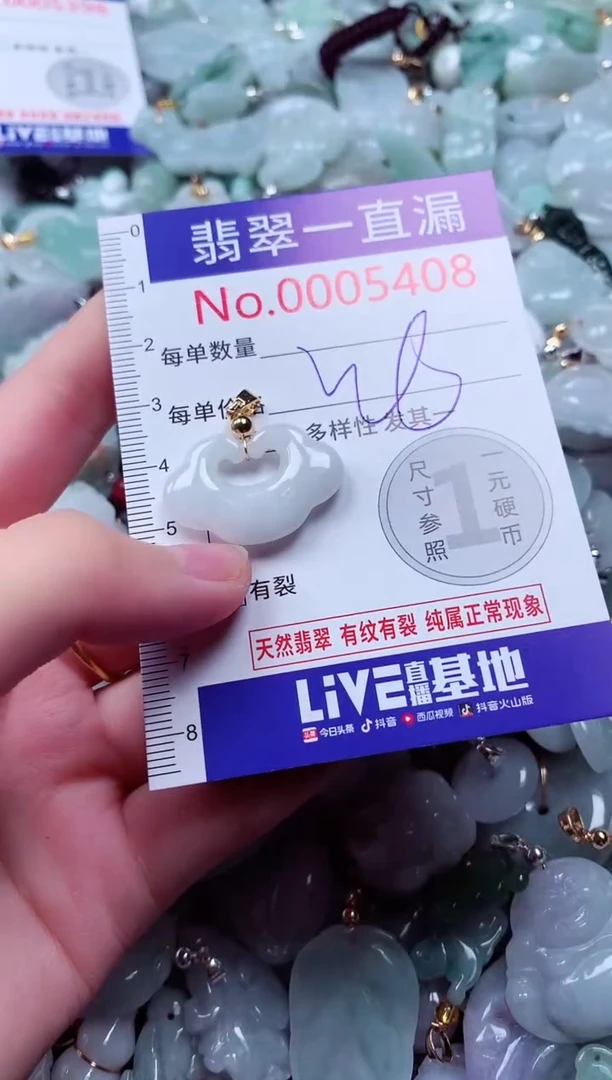 0005398
翡翠一直漏
No.0005408
每单数量
每单价格
多样性 发其一
尺寸参照
1
一元硬币
有裂
天然翡翠 有纹有裂 纯属正常现象
LiVE直播基地
今日头条 抖音 西瓜视频 抖音火山版
0
1
2
3
4
5
7
8